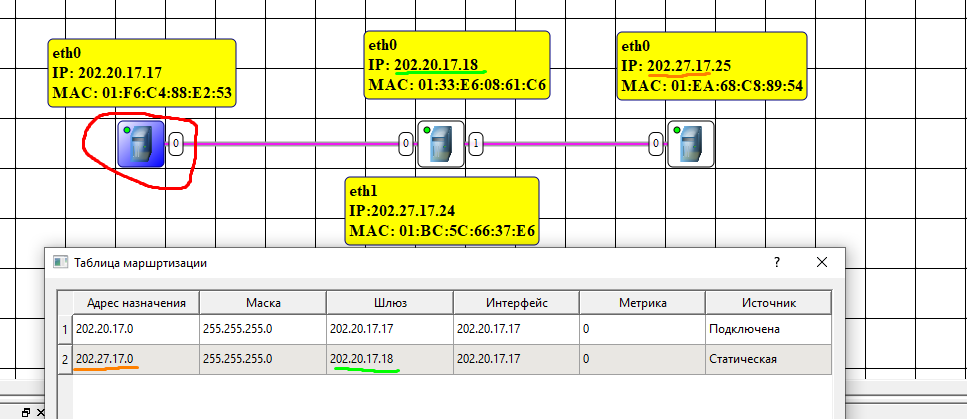 eth0
IP: 202.20.17.17
MAC: 01:F6:C4:88:E2:53
eth0
IP: 202.20.17.18
MAC: 01:33:E6:08:61:C6
eth0
IP: 202.27.17.25
MAC: 01:EA:68:C8:89:54
0
0
1
0
eth1
IP:202.27.17.24
MAC: 01:BC:5C:66:37:E6
Таблица маршртизации
Адрес назначения Маска Шлюз Интерфейс Метрика Источник
1 202.20.17.0 255.255.255.0 202.20.17.17 202.20.17.17 0 Подключена
2 202.27.17.0 255.255.255.0 202.20.17.18 202.20.17.17 0 Статическая